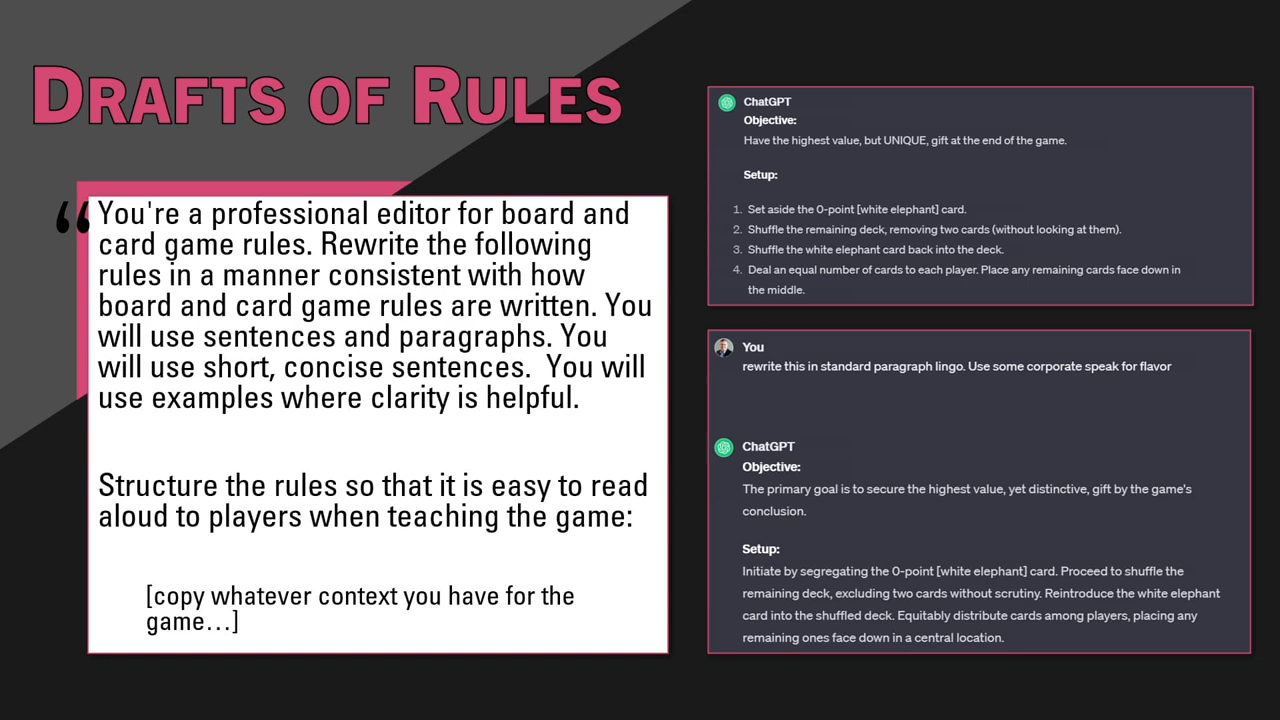 DRAFTS OF RULES
“
You're a professional editor for board and
card game rules. Rewrite the following
rules in a manner consistent with how
board and card game rules are written. You
will use sentences and paragraphs. You
will use short, concise sentences.  You will
use examples where clarity is helpful.
Structure the rules so that it is easy to read
aloud to players when teaching the game:
[copy whatever context you have for the
game…]
ChatGPT
Objective:
Have the highest value, but UNIQUE, gift at the end of the game.
Setup:
1. Set aside the 0-point [white elephant] card.
2. Shuffle the remaining deck, removing two cards (without looking at them).
3. Shuffle the white elephant card back into the deck.
4. Deal an equal number of cards to each player. Place any remaining cards face down in
the middle.
You
rewrite this in standard paragraph lingo. Use some corporate speak for flavor
ChatGPT
Objective:
The primary goal is to secure the highest value, yet distinctive, gift by the game's
conclusion.
Setup:
Initiate by segregating the 0-point [white elephant] card. Proceed to shuffle the
remaining deck, excluding two cards without scrutiny. Reintroduce the white elephant
card into the shuffled deck. Equitably distribute cards among players, placing any
remaining ones face down in a central location.